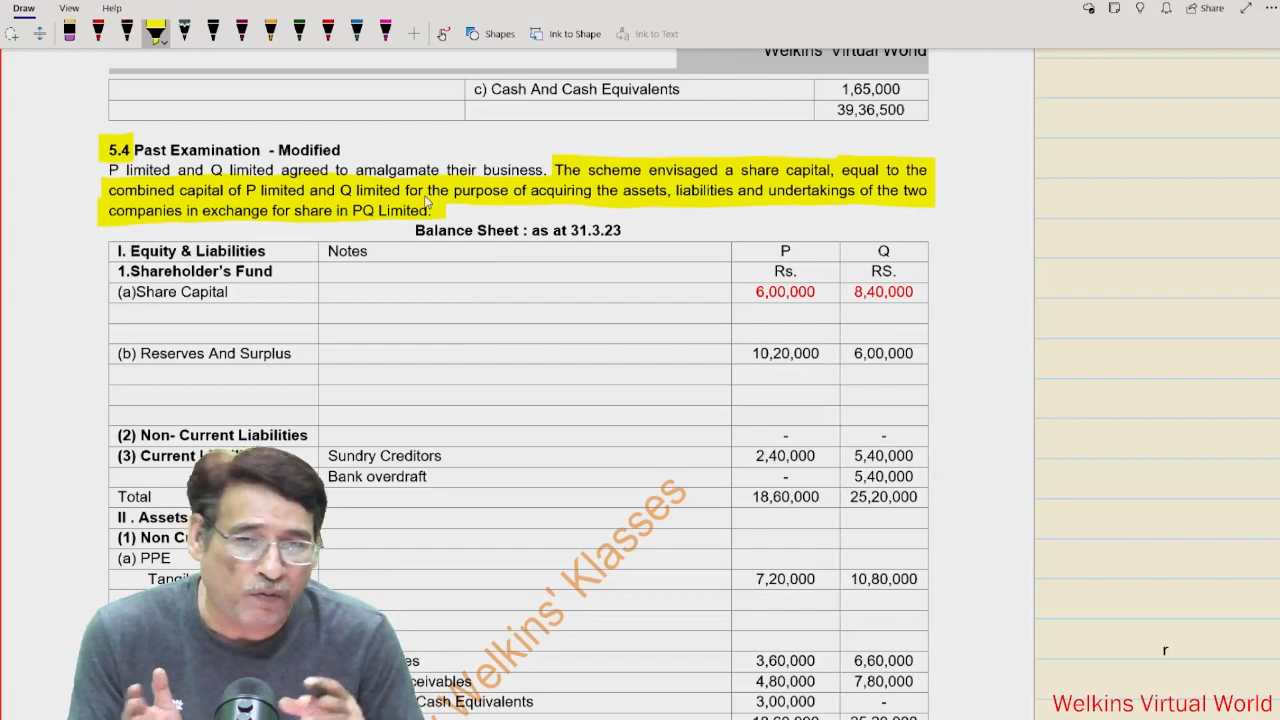 Draw View Help
Share
Shapes Ink to Shape Ink to Text
Welkins Virtual World
c) Cash And Cash Equivalents 1,65,000
39,36,500
5.4 Past Examination - Modified
P limited and Q limited agreed to amalgamate their business. The scheme envisaged a share capital, equal to the
combined capital of P limited and Q limited for the purpose of acquiring the assets, liabilities and undertakings of the two
companies in exchange for share in PQ Limited.
Balance Sheet : as at 31.3.23
I. Equity & Liabilities Notes P Q
1.Shareholder's Fund Rs. RS.
(a)Share Capital 6,00,000 8,40,000
(b) Reserves And Surplus 10,20,000 6,00,000
(2) Non- Current Liabilities - -
(3) Current Sundry Creditors 2,40,000 5,40,000
Bank overdraft - 5,40,000
Total 18,60,000 25,20,000
II . Assets
(1) Non
(a) PPE
7,20,000 10,80,000
3,60,000 6,60,000
4,80,000 7,80,000
Cash Equivalents 3,00,000 -
Welkins' Klasses
r
Welkins Virtual World